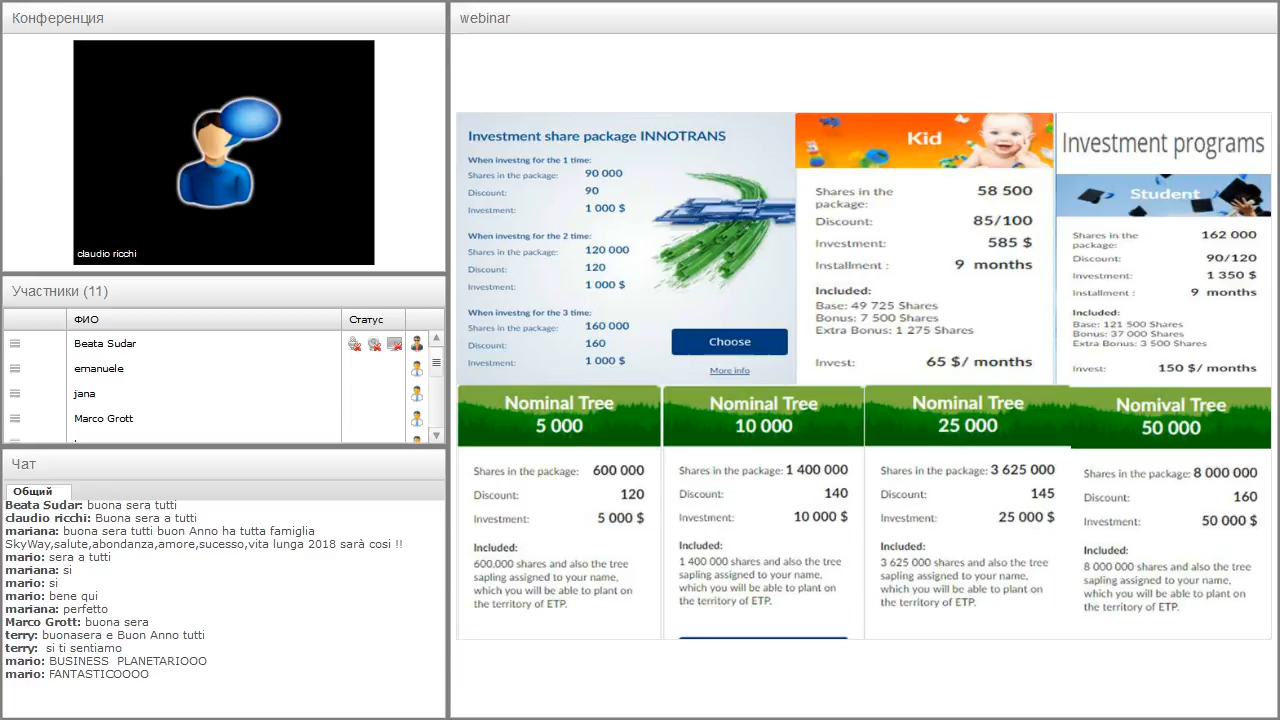 Конференция
claudio ricchi
Участники (11)
ФИО
Статус
Beata Sudar
emanuele
jana
Marco Grott
Чат
Общий
Beata Sudar: buona sera tutti
claudio ricchi: Buona sera a tutti
mariana: buona sera tutti buon Anno ha tutta famiglia
SkyWay,salute,abondanza,amore,sucesso,vita lunga 2018 sarà cosi !!
mario: sera a tutti
mariana: si
mario: si
mario: bene qui
mariana: perfetto
Marco Grott: buona sera
terry: buonasera e Buon Anno tutti
terry: si ti sentiamo
mario: BUSINESS PLANETARIOOO
mario: FANTASTICOOOO
webinar
Investment share package INNOTRANS
When investng for the 1 time:
Shares in the package: 90 000
Discount: 90
Investment: 1 000 $
When investng for the 2 time:
Shares in the package: 120 000
Discount: 120
Investment: 1 000 $
When investng for the 3 time:
Shares in the package: 160 000
Discount: 160
Investment: 1 000 $
Choose
More info
Kid
Shares in the
package: 58 500
Discount: 85/100
Investment: 585 $
Installment : 9 months
Included:
Base: 49 725 Shares
Bonus: 7 500 Shares
Extra Bonus: 1 275 Shares
Invest: 65 $/ months
Investment programs
Student
Shares in the
package: 162 000
Discount: 90/120
Investment: 1 350 $
Installment : 9 months
Included:
Base: 121 500 Shares
Bonus: 37 000 Shares
Extra Bonus: 3 500 Shares
Invest: 150 $/ months
Nominal Tree
5 000
Shares in the package: 600 000
Discount: 120
Investment: 5 000 $
Included:
600,000 shares and also the tree
sapling assigned to your name,
which you will be able to plant on
the territory of ETP.
Nominal Tree
10 000
Shares in the package: 1 400 000
Discount: 140
Investment: 10 000 $
Included:
1 400 000 shares and also the tree
sapling assigned to your name,
which you will be able to plant on
the territory of ETP.
Nominal Tree
25 000
Shares in the package: 3 625 000
Discount: 145
Investment: 25 000 $
Included:
3 625 000 shares and also the tree
sapling assigned to your name,
which you will be able to plant on
the territory of ETP.
Nomival Tree
50 000
Shares in the package: 8 000 000
Discount: 160
Investment: 50 000 $
Included:
8 000 000 shares and also the tree
sapling assigned to your name,
which you will be able to plant on
the territory of ETP.